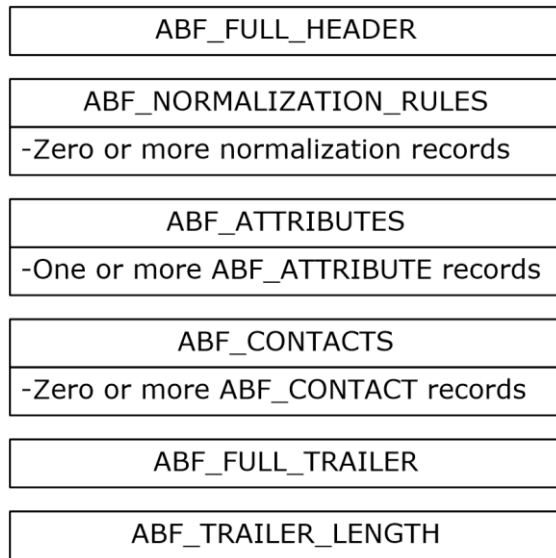 ABF_FULL_HEADER
ABF_NORMALIZATION_RULES
-Zero or more normalization records
ABF_ATTRIBUTES
-One or more ABF_ATTRIBUTE records
ABF_CONTACTS
-Zero or more ABF_CONTACT records
ABF_FULL_TRAILER
ABF_TRAILER_LENGTH